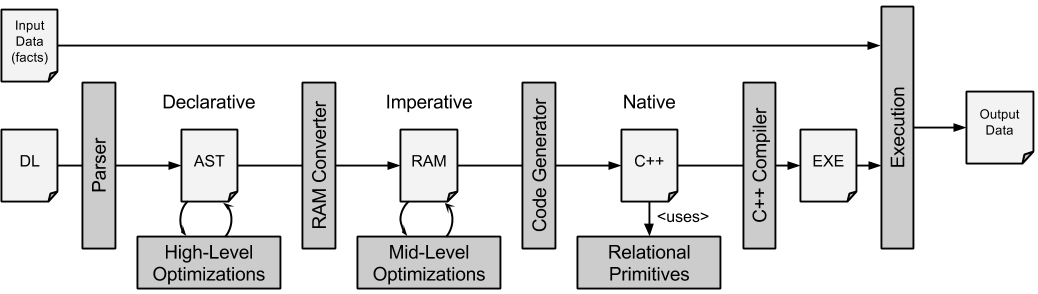 Input
Data
(facts)
Declarative
Imperative
Native
DL
Parser
AST
RAM Converter
RAM
Code Generator
C++
C++ Compiler
EXE
Execution
Output
Data
<uses>
High-Level
Optimizations
Mid-Level
Optimizations
Relational
Primitives